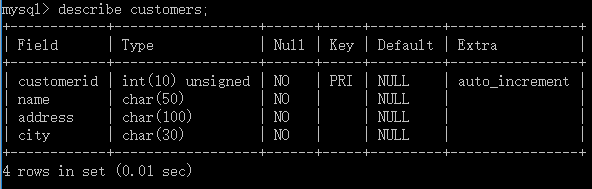 mysql> describe customers;
+------------+------------------+------+-----+---------+----------------+
| Field      | Type             | Null | Key | Default | Extra          |
+------------+------------------+------+-----+---------+----------------+
| customerid | int(10) unsigned | NO   | PRI | NULL    | auto_increment |
| name       | char(50)         | NO   |     | NULL    |                |
| address    | char(100)        | NO   |     | NULL    |                |
| city       | char(30)         | NO   |     | NULL    |                |
+------------+------------------+------+-----+---------+----------------+
4 rows in set (0.01 sec)